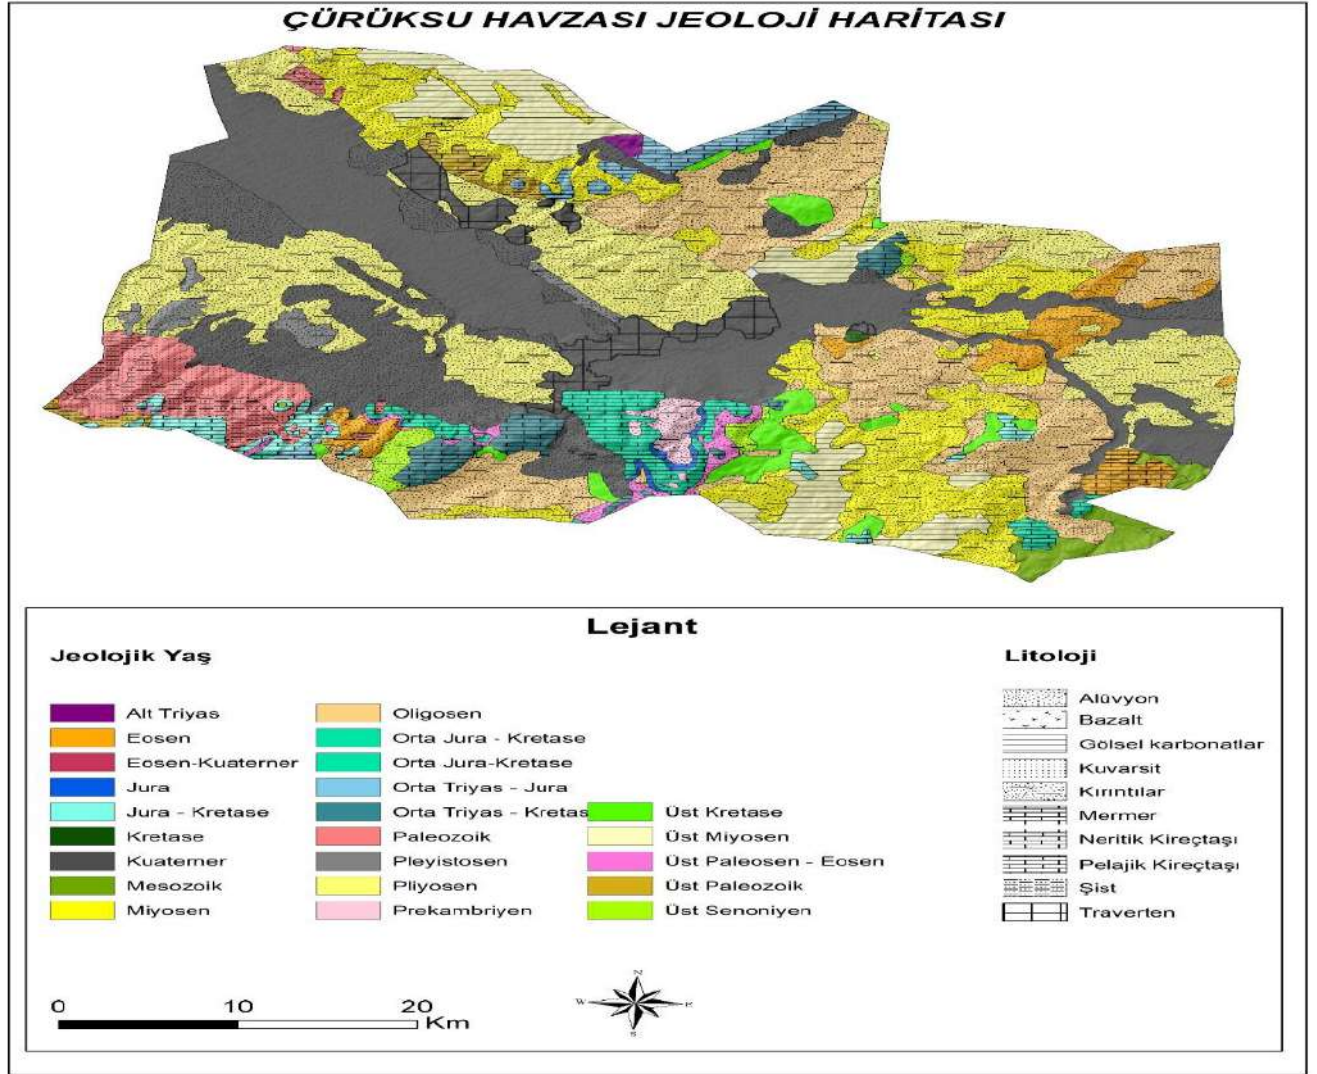 ÇÜRÜKSU HAVZASI JEOLOJİ HARİTASI
Lejant
Jeolojik Yaş
Alt Triyas
Eosen
Eosen-Kuaterner
Jura
Jura - Kretase
Kretase
Kuaterner
Mesozoik
Miyosen
Oligosen
Orta Jura - Kretase
Orta Jura-Kretase
Orta Triyas - Jura
Orta Triyas - Kretas
Paleozoik
Pleyistosen
Pliyosen
Prekambriyen
Üst Kretase
Üst Miyosen
Üst Paleosen - Eosen
Üst Paleozoik
Üst Senoniyen
Litoloji
Alüvyon
Bazalt
Gölsel karbonatlar
Kuvarsit
Kırıntılar
Mermer
Neritik Kireçtaşı
Pelajik Kireçtaşı
Şist
Traverten
0 10 20
Km
N
W E
S